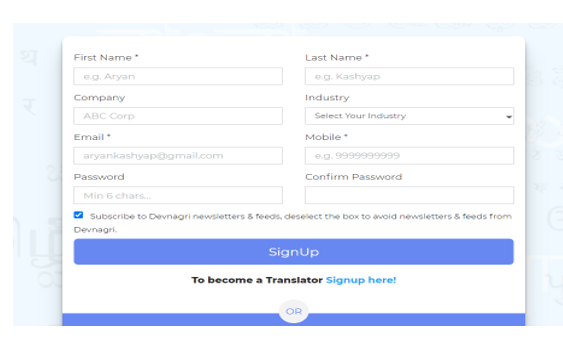 First Name * Last Name *
e.g. Aryan e.g. Kashyap
Company Industry
ABC Corp Select Your Industry
Email * Mobile *
aryankashyap@gmail.com e.g. 9999999999
Password Confirm Password
Min 6 chars...
Subscribe to Devnagri newsletters & feeds, deselect the box to avoid newsletters & feeds from
Devnagri.
SignUp
To become a Translator Signup here!
OR